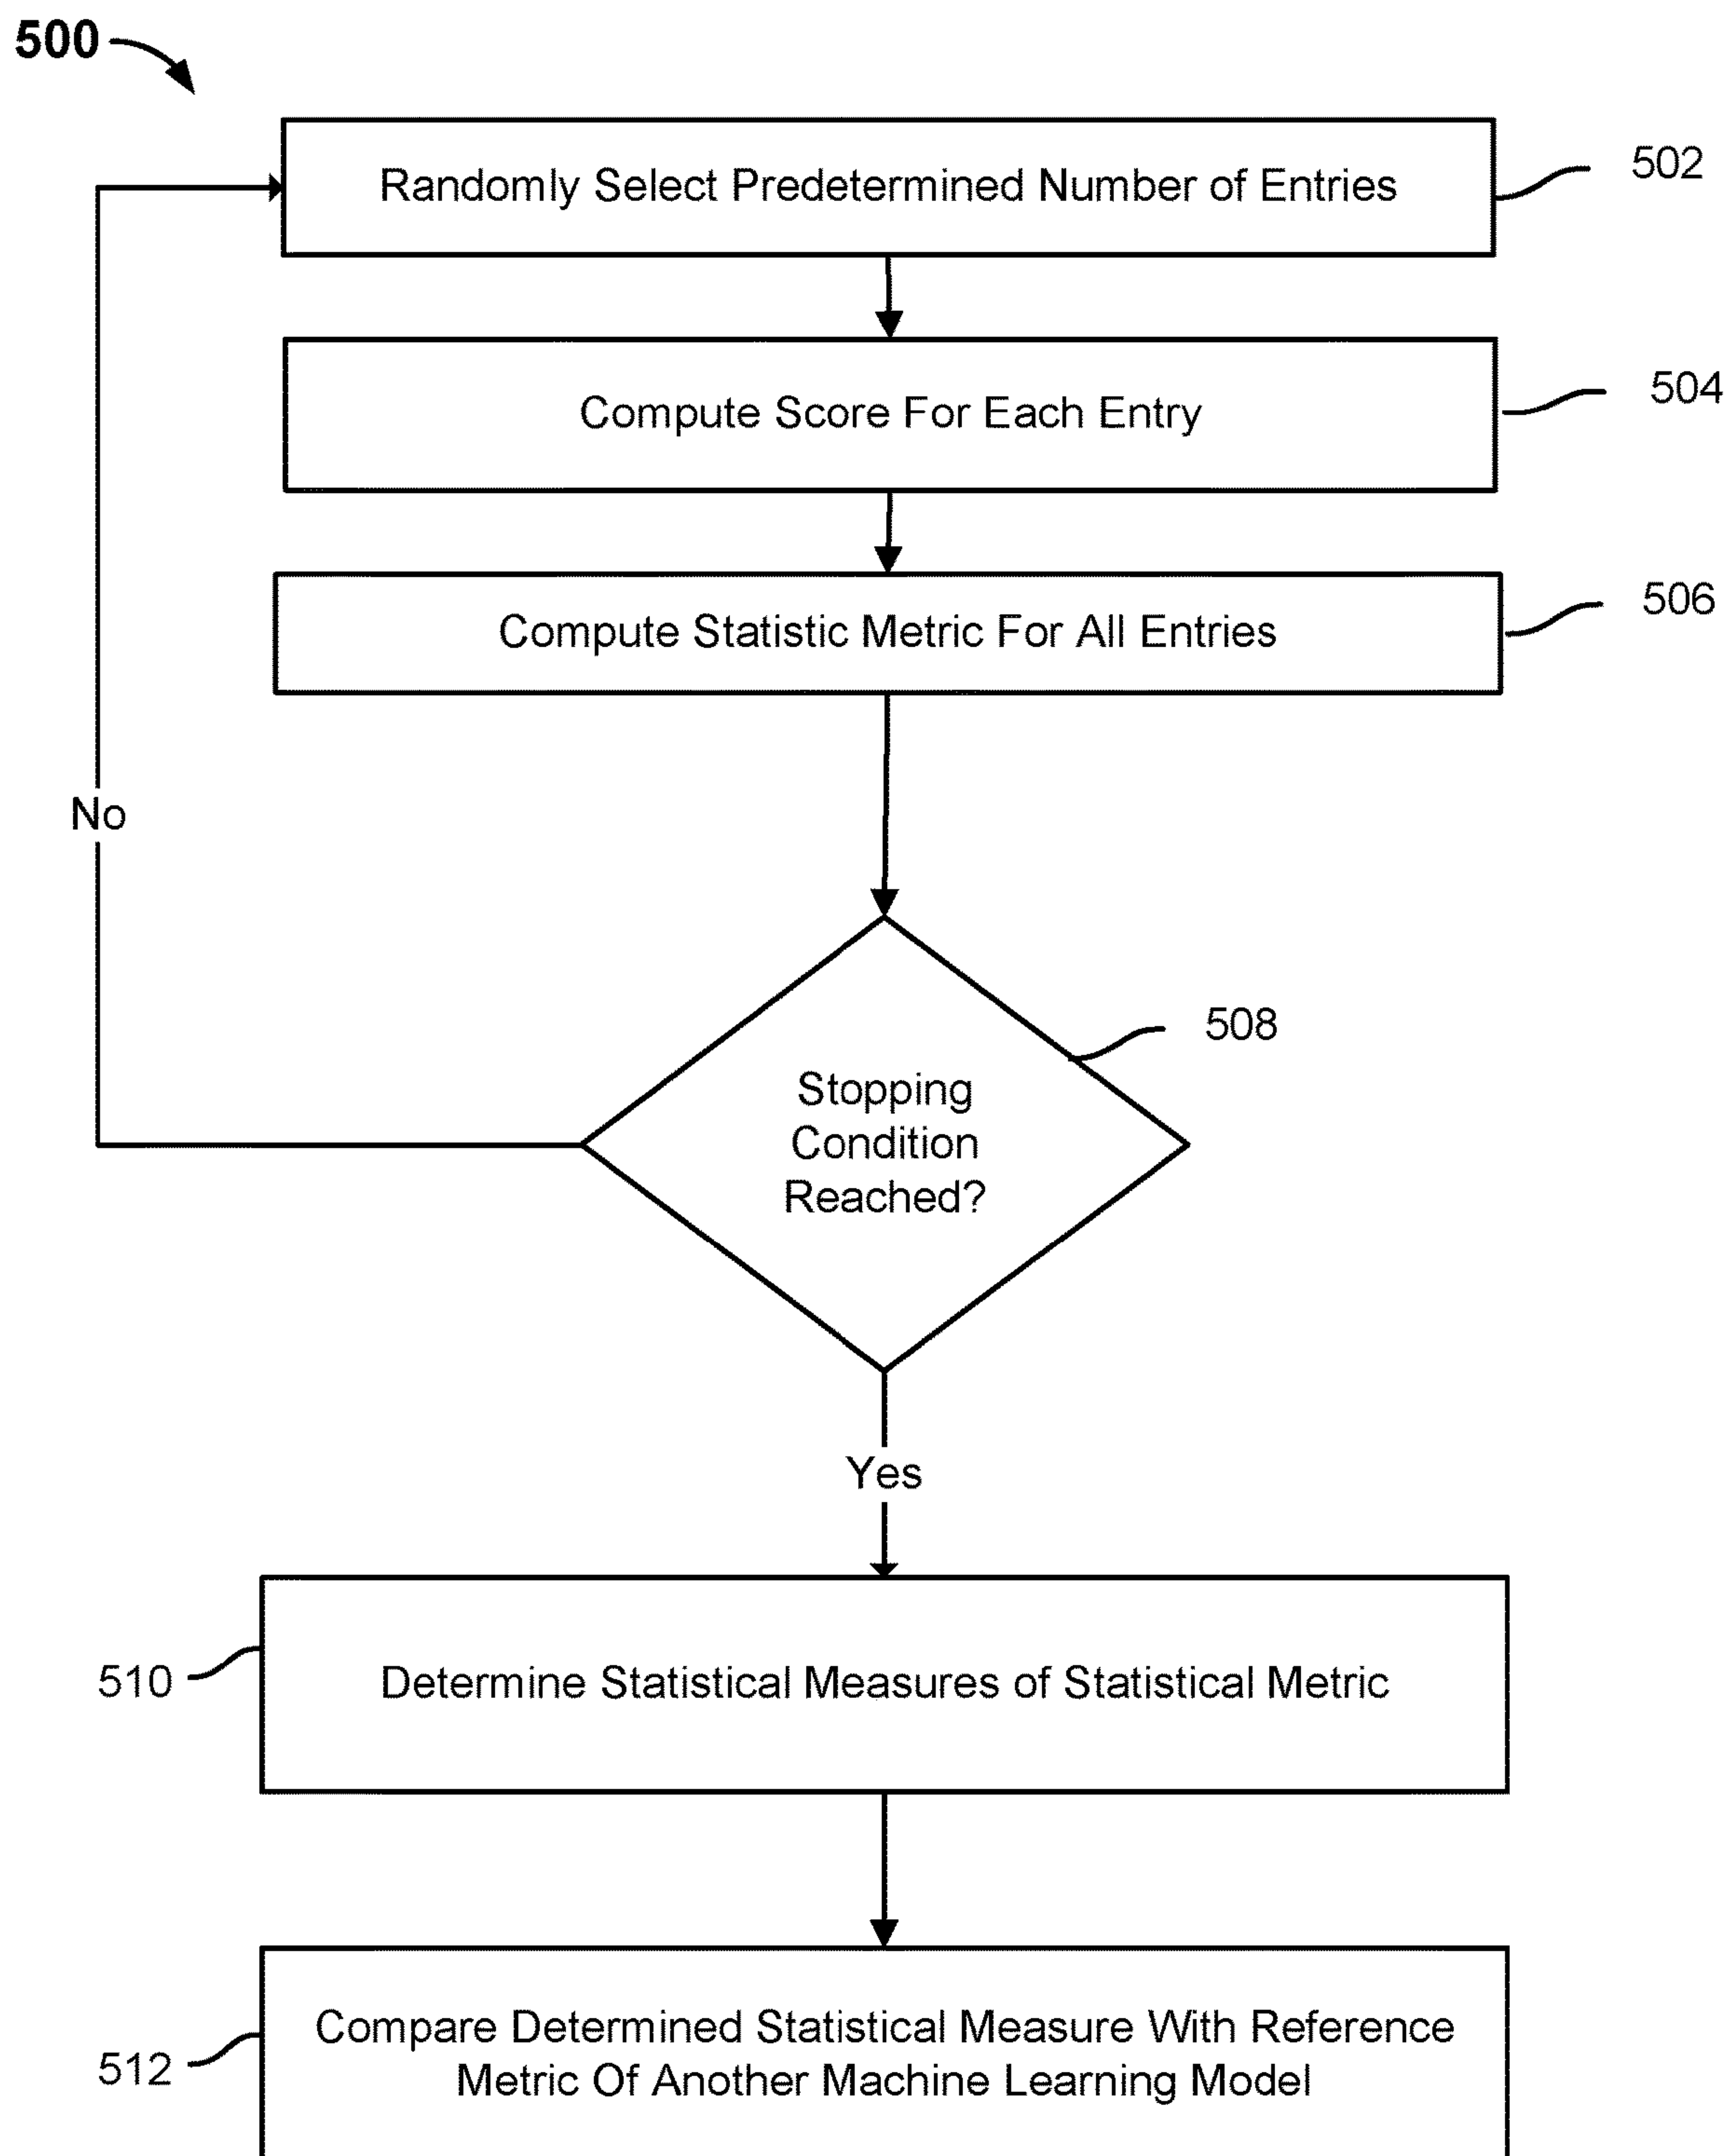 500
Randomly Select Predetermined Number of Entries
502
Compute Score For Each Entry
504
Compute Statistic Metric For All Entries
506
No
508
Stopping
Condition
Reached?
Yes
510
Determine Statistical Measures of Statistical Metric
Compare Determined Statistical Measure With Reference
Metric Of Another Machine Learning Model
512